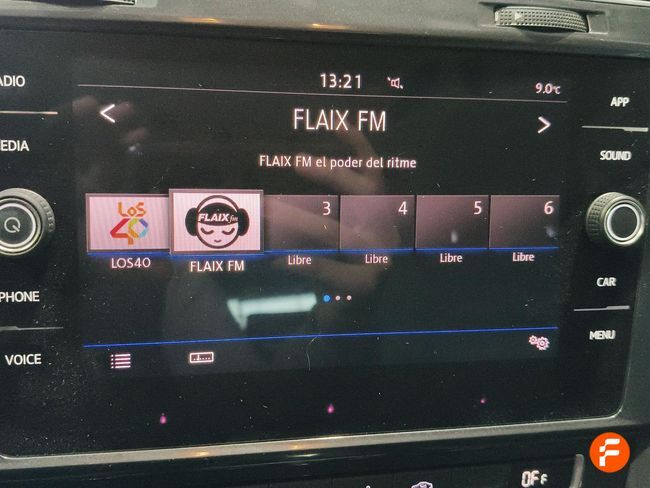 13:21
9.0°C
FLAIX FM
FLAIX FM el poder del ritme
LOS 40
FLAIX fm
3
4
5
6
LOS40
FLAIX FM
Libre
Libre
Libre
Libre
ADIO
EDIA
PHONE
VOICE
APP
SOUND
CAR
MENU
OFF